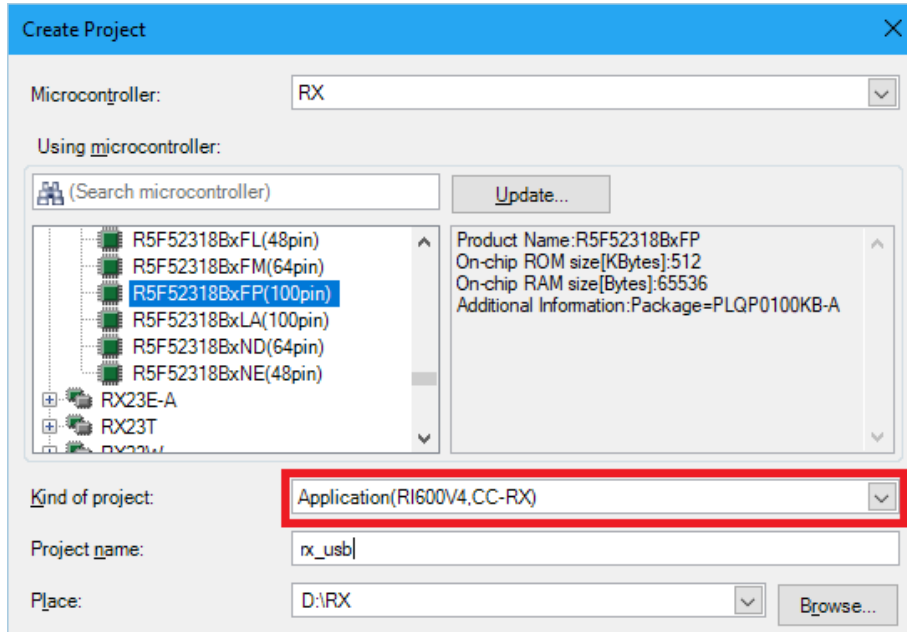 Create Project
Microcontroller:
RX
Using microcontroller:
(Search microcontroller)
Update...
R5F52318BxFL(48pin)
R5F52318BxFM(64pin)
R5F52318BxFP(100pin)
R5F52318BxLA(100pin)
R5F52318BxND(64pin)
R5F52318BxNE(48pin)
RX23E-A
RX23T
RX23W
Product Name:R5F52318BxFP
On-chip ROM size[KBytes]:512
On-chip RAM size[Bytes]:65536
Additional Information:Package=PLQP0100KB-A
Kind of project:
Application(RI600V4,CC-RX)
Project name:
rx_usb
Place:
D:\RX
Browse...